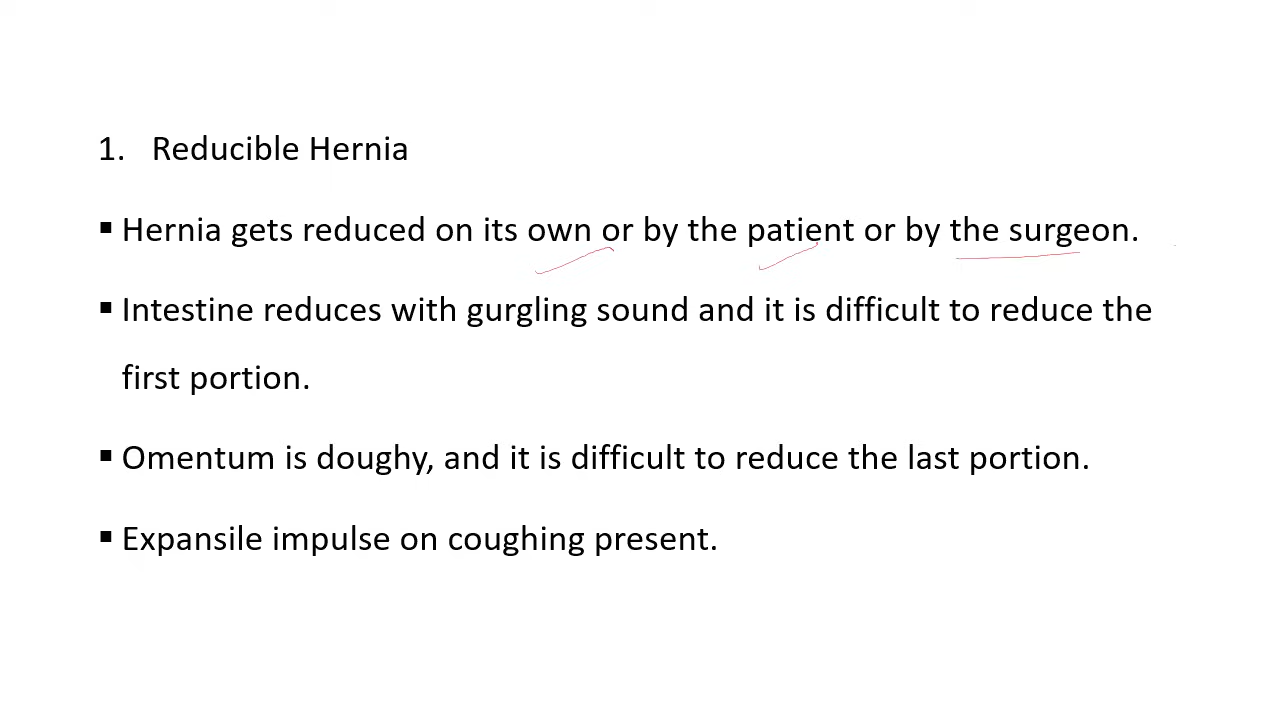 1. Reducible Hernia
▪ Hernia gets reduced on its own or by the patient or by the surgeon.
▪ Intestine reduces with gurgling sound and it is difficult to reduce the
first portion.
▪ Omentum is doughy, and it is difficult to reduce the last portion.
▪ Expansile impulse on coughing present.